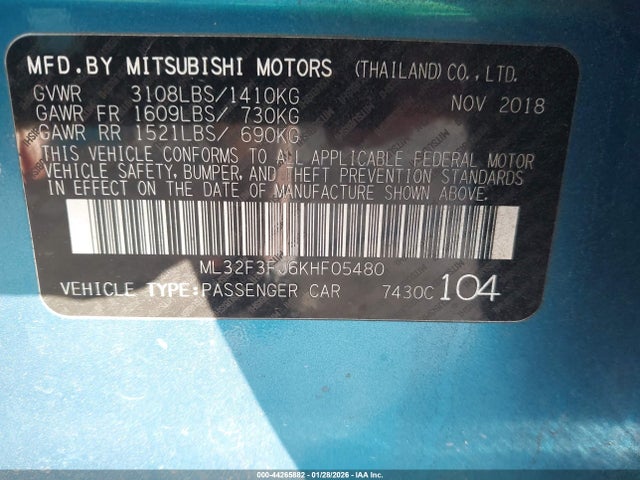 MFD.BY MITSUBISHI MOTORS (THAILAND)CO.,LTD.
GVWR 3108LBS/1410KG NOV 2018
GAWR FR 1609LBS/ 730KG
GAWR RR 1521LBS/ 690KG
THIS VEHICLE CONFORMS TO ALL APPLICABLE FEDERAL MOTOR
VEHICLE SAFETY, BUMPER, AND THEFT PREVENTION STANDARDS
IN EFFECT ON THE DATE OF MANUFACTURE SHOWN ABOVE.
ML32F3FJ6KHF05480
VEHICLE TYPE:PASSENGER CAR 7430C 104
000-44265882 - 01/28/2026 - IAA Corp.